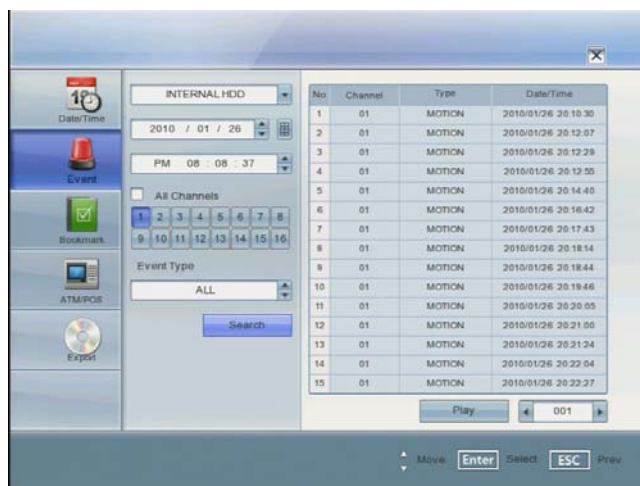 Date/Time
Event
Bookmark
ATM/POS
Export
INTERNAL HDD
2010 / 01 / 26
PM 08 : 08 : 37
All Channels
1 2 3 4 5 6 7 8
9 10 11 12 13 14 15 16
Event Type
ALL
Search
No Channel Type Date/Time
1 01 MOTION 2010/01/26 20:10:30
2 01 MOTION 2010/01/26 20:12:07
3 01 MOTION 2010/01/26 20:12:29
4 01 MOTION 2010/01/26 20:12:55
5 01 MOTION 2010/01/26 20:14:40
6 01 MOTION 2010/01/26 20:16:42
7 01 MOTION 2010/01/26 20:17:43
8 01 MOTION 2010/01/26 20:18:14
9 01 MOTION 2010/01/26 20:18:44
10 01 MOTION 2010/01/26 20:19:46
11 01 MOTION 2010/01/26 20:20:05
12 01 MOTION 2010/01/26 20:21:00
13 01 MOTION 2010/01/26 20:21:24
14 01 MOTION 2010/01/26 20:22:04
15 01 MOTION 2010/01/26 20:22:27
Play 001
Move Enter Select ESC Prev